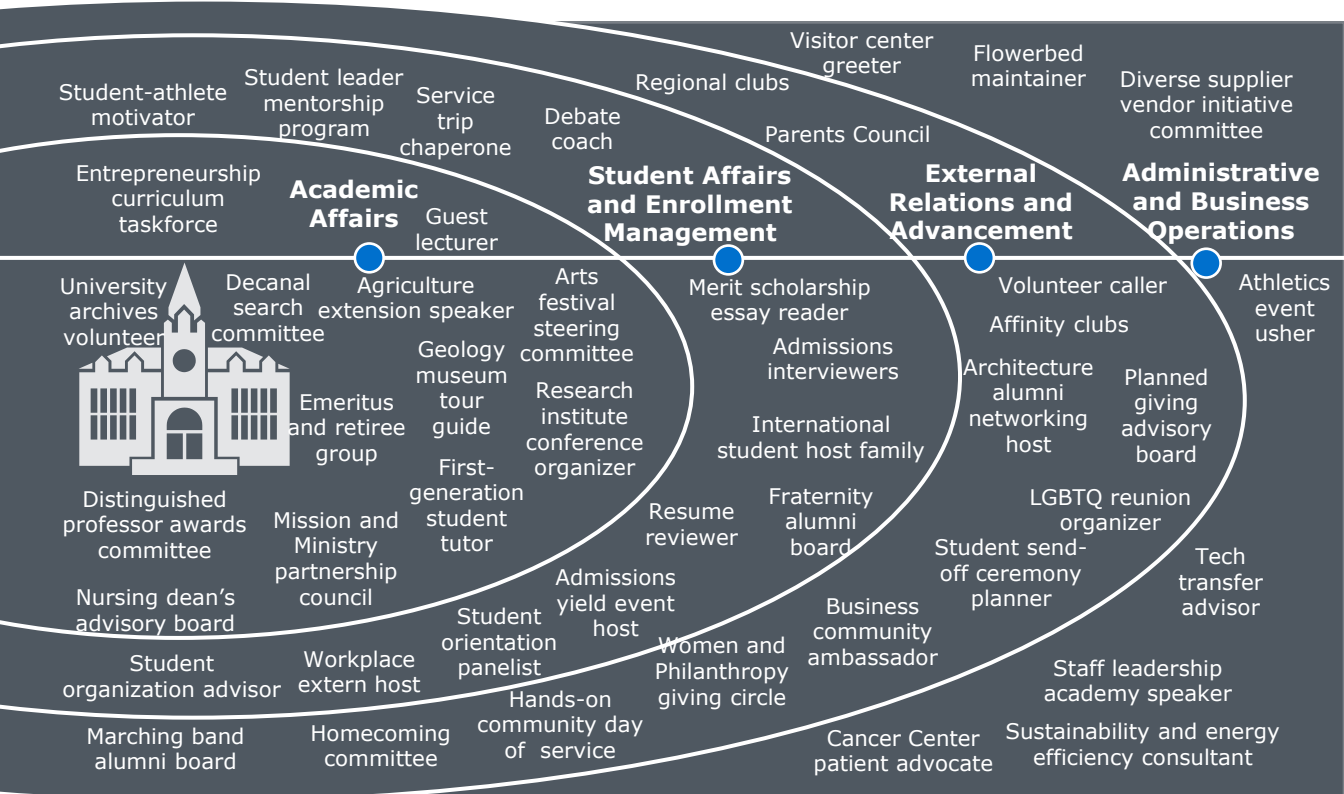 Visitor center
greeter
Flowerbed
maintainer
Regional clubs
Diverse supplier
vendor initiative
committee
Student-athlete
motivator
Student leader
mentorship
program
Service
trip
chaperone
Debate
coach
Parents Council
Entrepreneurship
curriculum
taskforce
Academic
Affairs
Guest
lecturer
Student Affairs
and Enrollment
Management
External
Relations and
Advancement
Administrative
and Business
Operations
University
archives
volunteer
Decanal
search
committee
Agriculture
extension speaker
Arts
festival
steering
committee
Merit scholarship
essay reader
Volunteer caller
Athletics
event
usher
Affinity clubs
Geology
museum
tour
guide
Admissions
interviewers
Architecture
alumni
networking
host
Planned
giving
advisory
board
Emeritus
and retiree
group
Research
institute
conference
organizer
International
student host family
First-
generation
student
tutor
Distinguished
professor awards
committee
Mission and
Ministry
partnership
council
Resume
reviewer
Fraternity
alumni
board
LGBTQ reunion
organizer
Student send-
off ceremony
planner
Tech
transfer
advisor
Nursing dean’s
advisory board
Admissions
yield event
host
Student
orientation
panelist
Business
community
ambassador
Women and
Philanthropy
giving circle
Student
organization advisor
Workplace
extern host
Staff leadership
academy speaker
Hands-on
community day
of service
Marching band
alumni board
Homecoming
committee
Cancer Center
patient advocate
Sustainability and energy
efficiency consultant